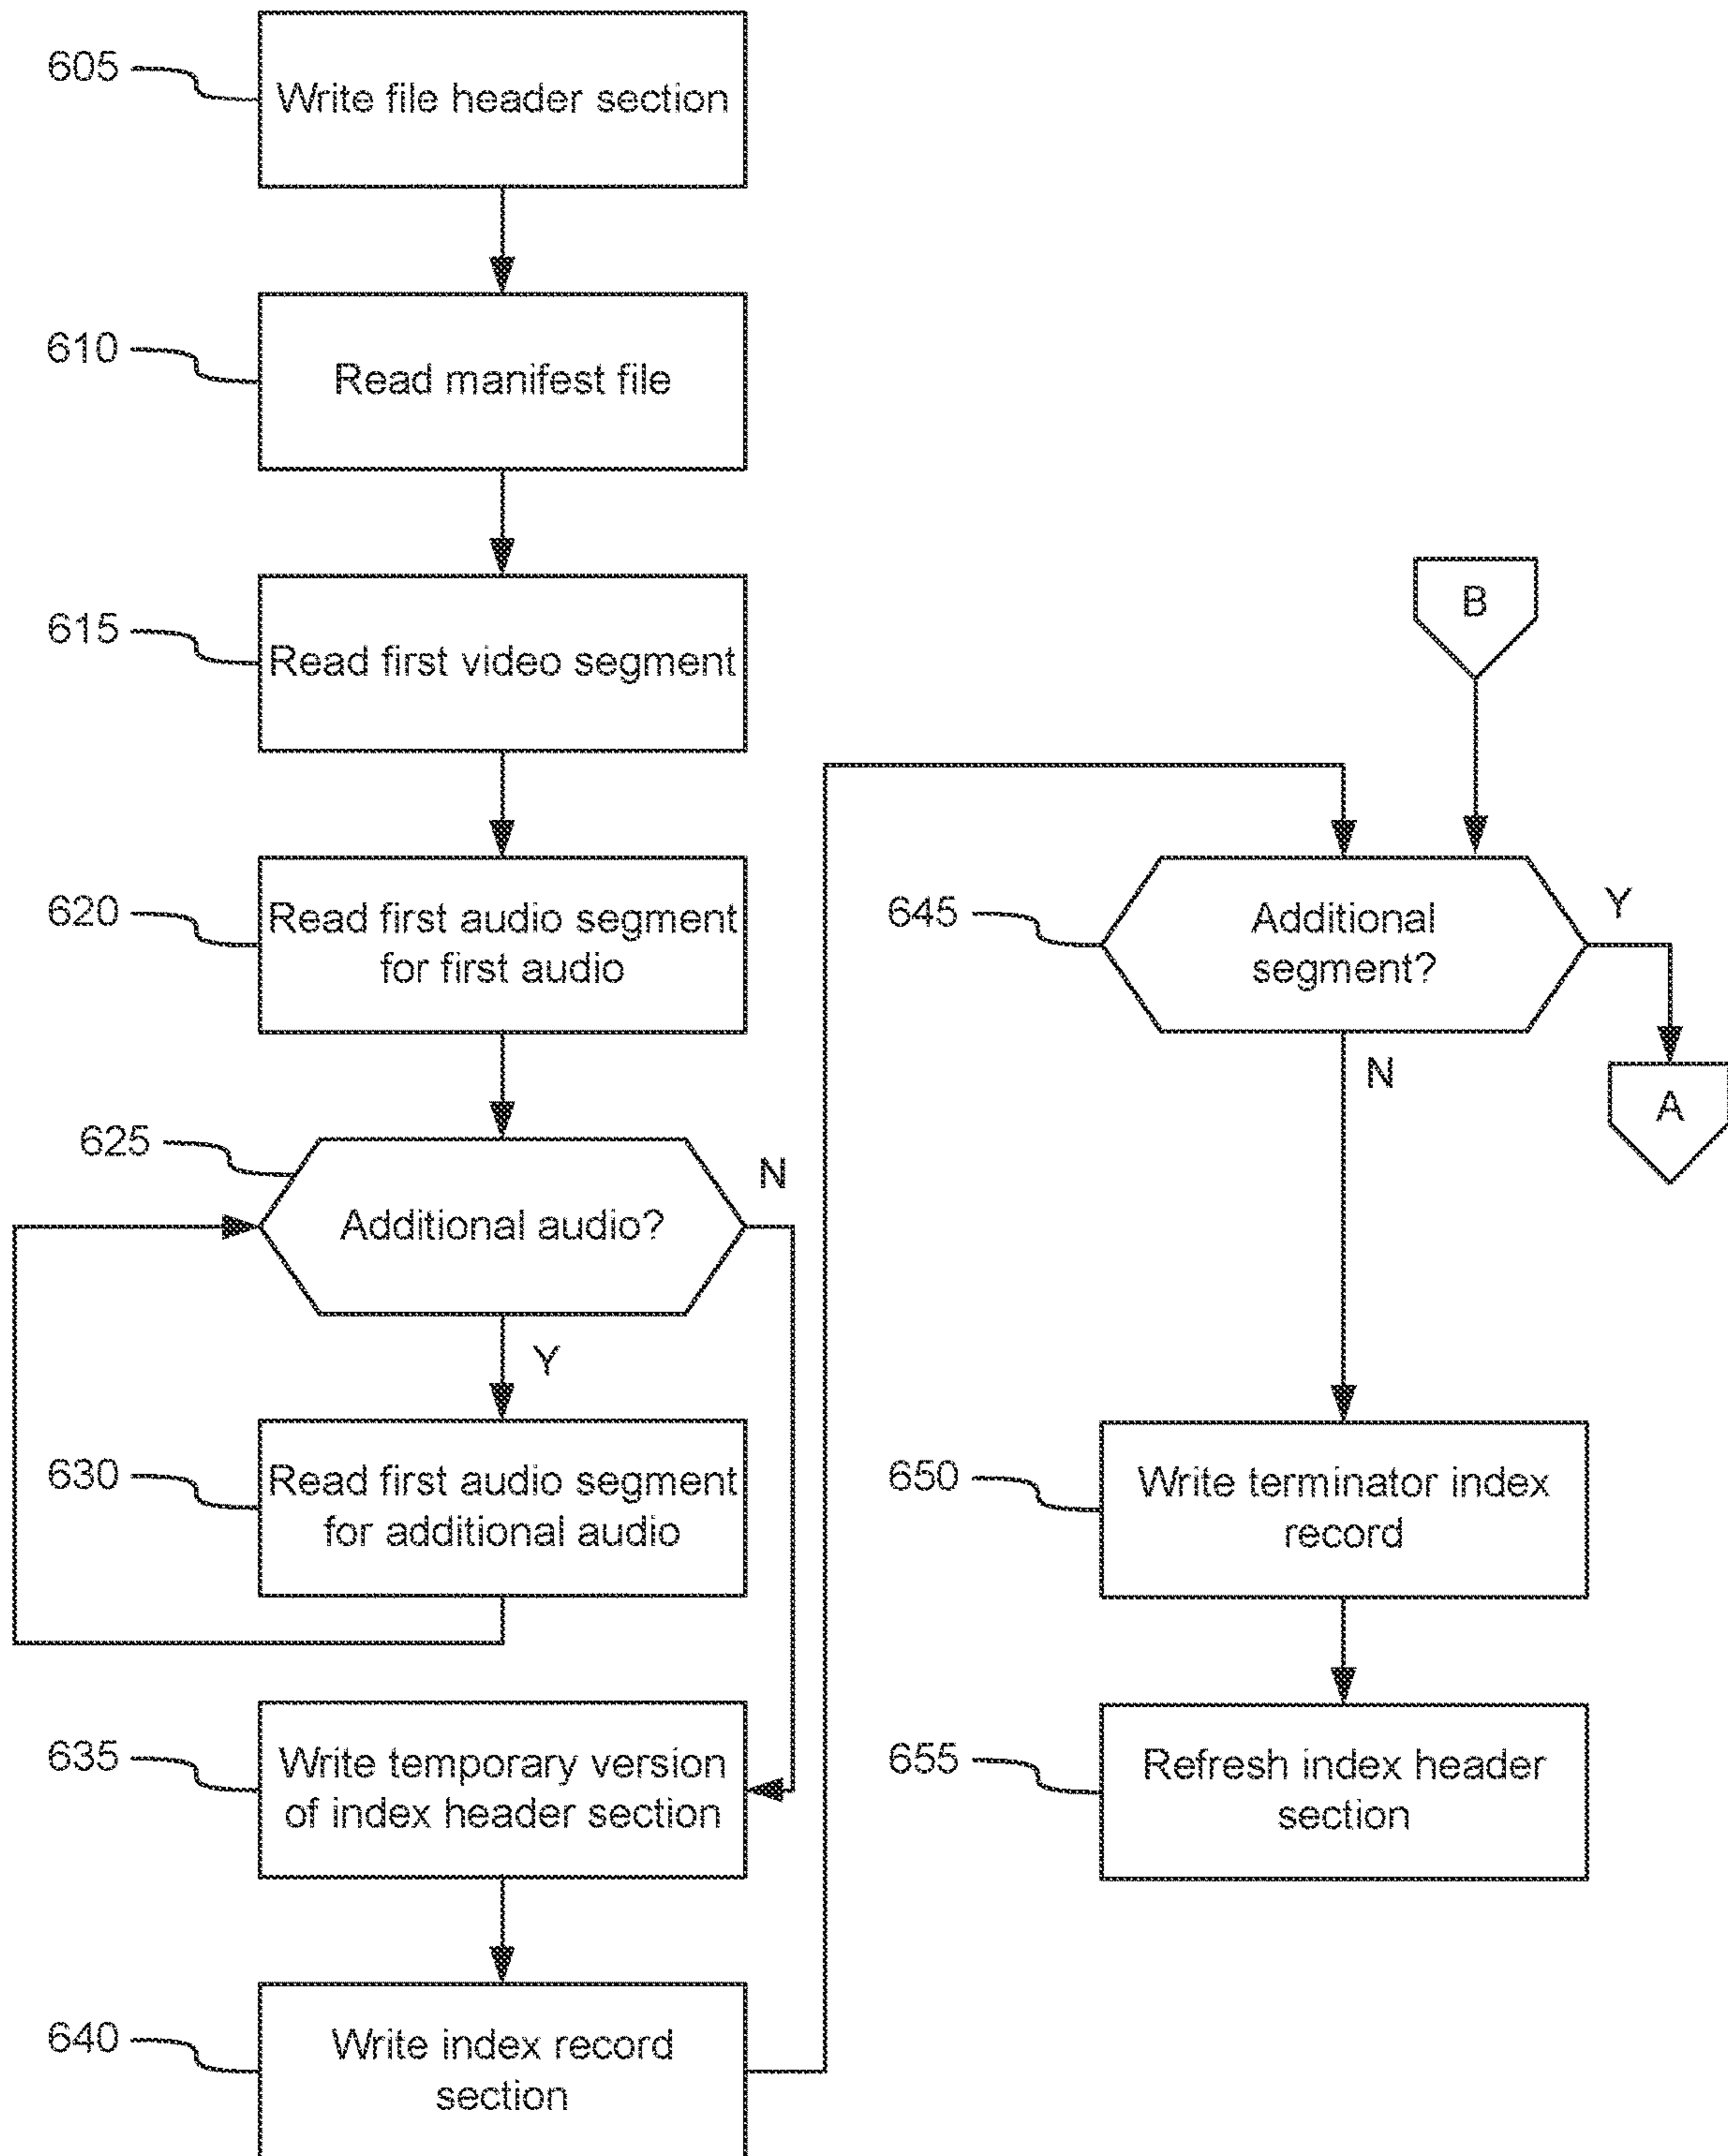 605
Write file header section
610
Read manifest file
615
Read first video segment
620
Read first audio segment
for first audio
625
Additional audio?
N
Y
630
Read first audio segment
for additional audio
635
Write temporary version
of index header section
640
Write index record
section
B
645
Additional
segment?
Y
N
A
650
Write terminator index
record
655
Refresh index header
section